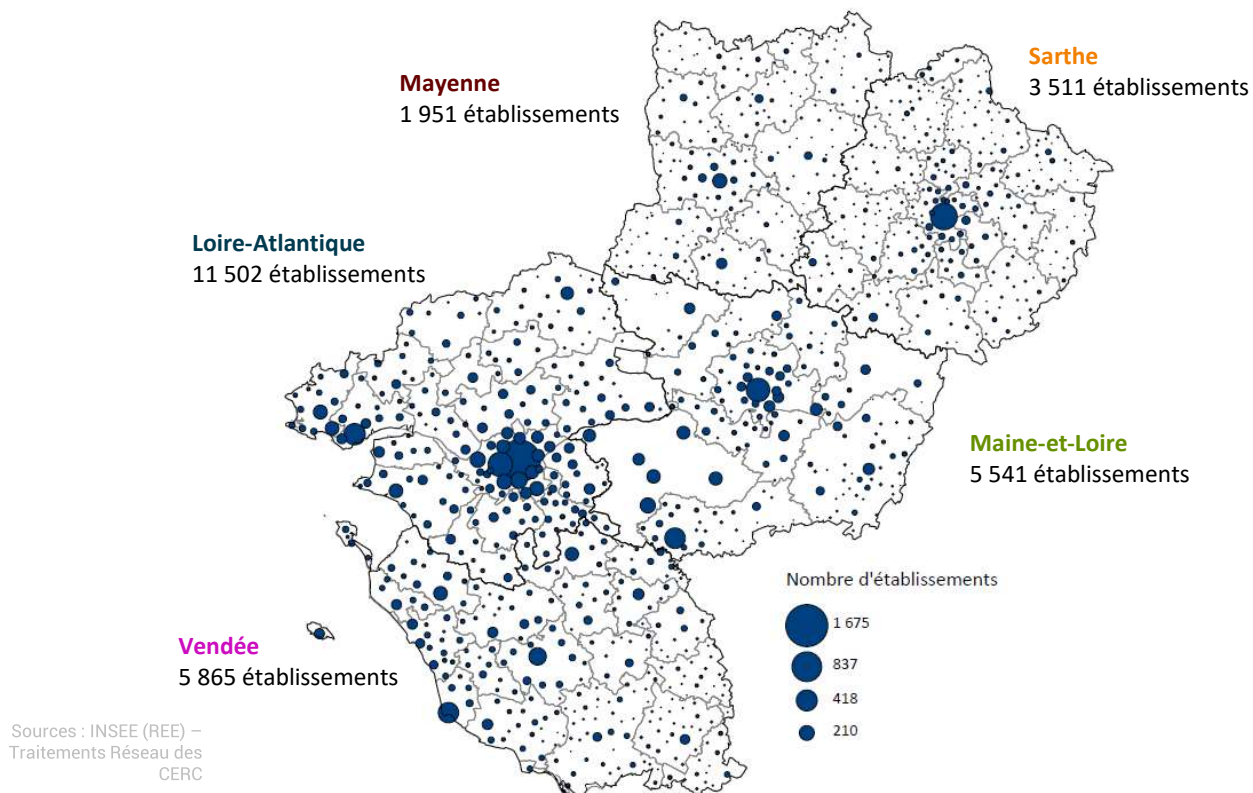 Mayenne
1 951 établissements
Sarthe
3 511 établissements
Loire-Atlantique
11 502 établissements
Maine-et-Loire
5 541 établissements
Vendée
5 865 établissements
Nombre d'établissements
1 675
837
418
210
Sources : INSEE (REE) –
Traitements Réseau des
CERC